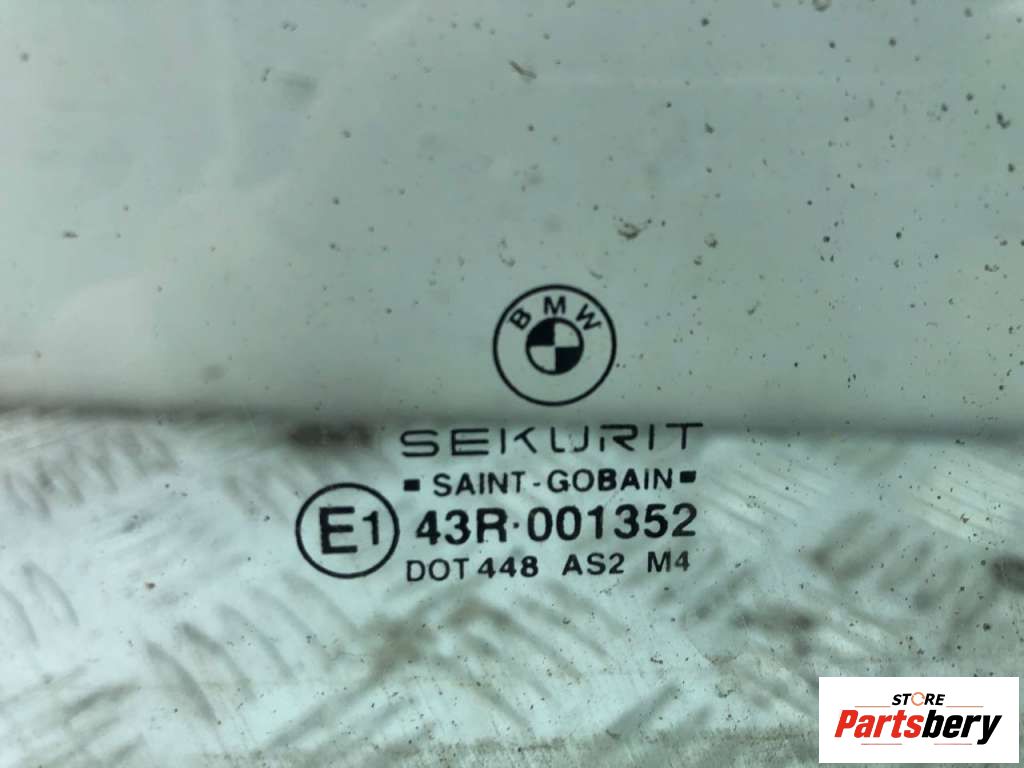 BMW
SEKURIT
SAINT-GOBAIN
E1 43R·001352
DOT 448 AS2 M4
STORE
Partsbery